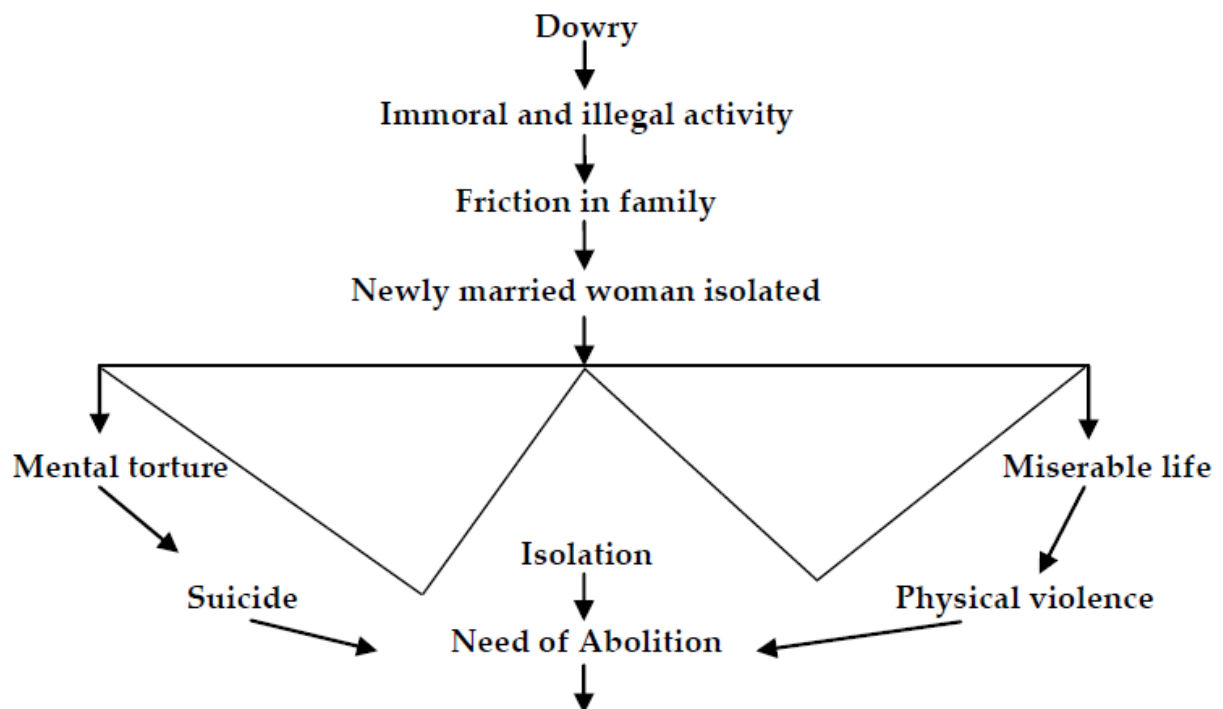 Dowry
Immoral and illegal activity
Friction in family
Newly married woman isolated
Mental torture
Miserable life
Isolation
Suicide
Physical violence
Need of Abolition